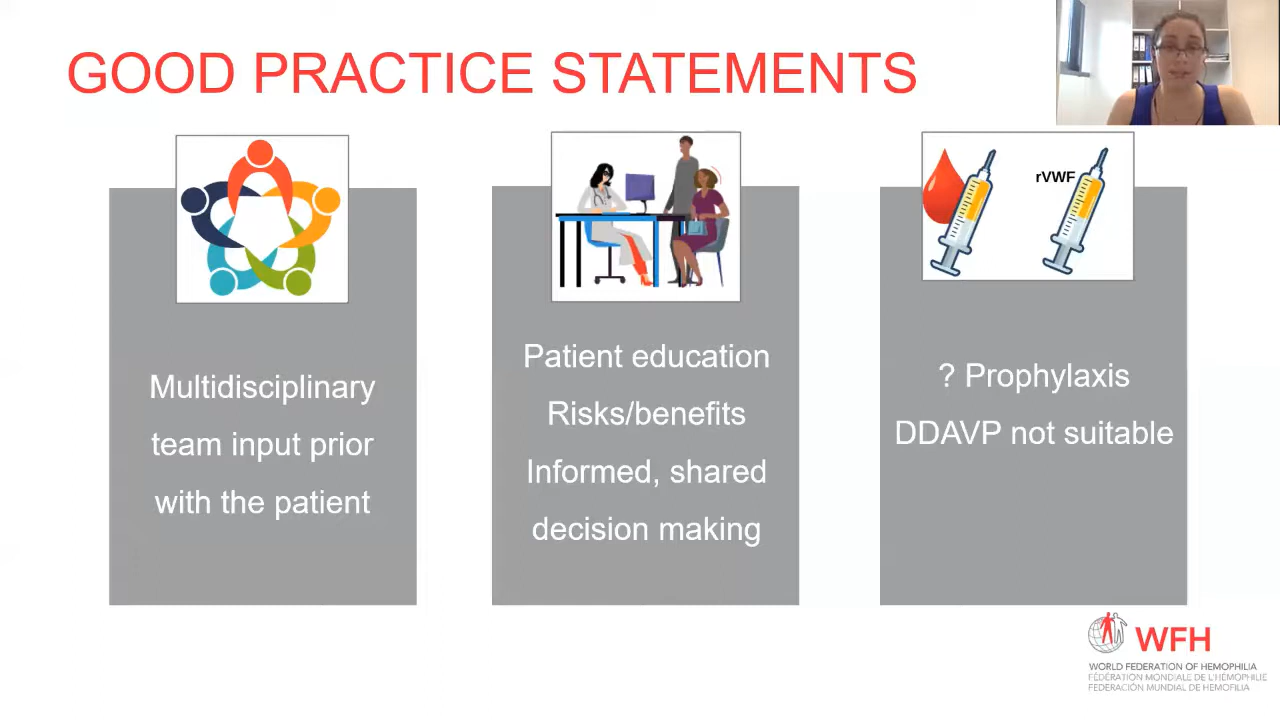 GOOD PRACTICE STATEMENTS
Multidisciplinary
team input prior
with the patient
Patient education
Risks/benefits
Informed, shared
decision making
rVWF
? Prophylaxis
DDAVP not suitable
WFH
WORLD FEDERATION OF HEMOPHILIA
FÉDÉRATION MONDIALE DE L'HÉMOPHILIE
FEDERACIÓN MUNDIAL DE HEMOFILIA